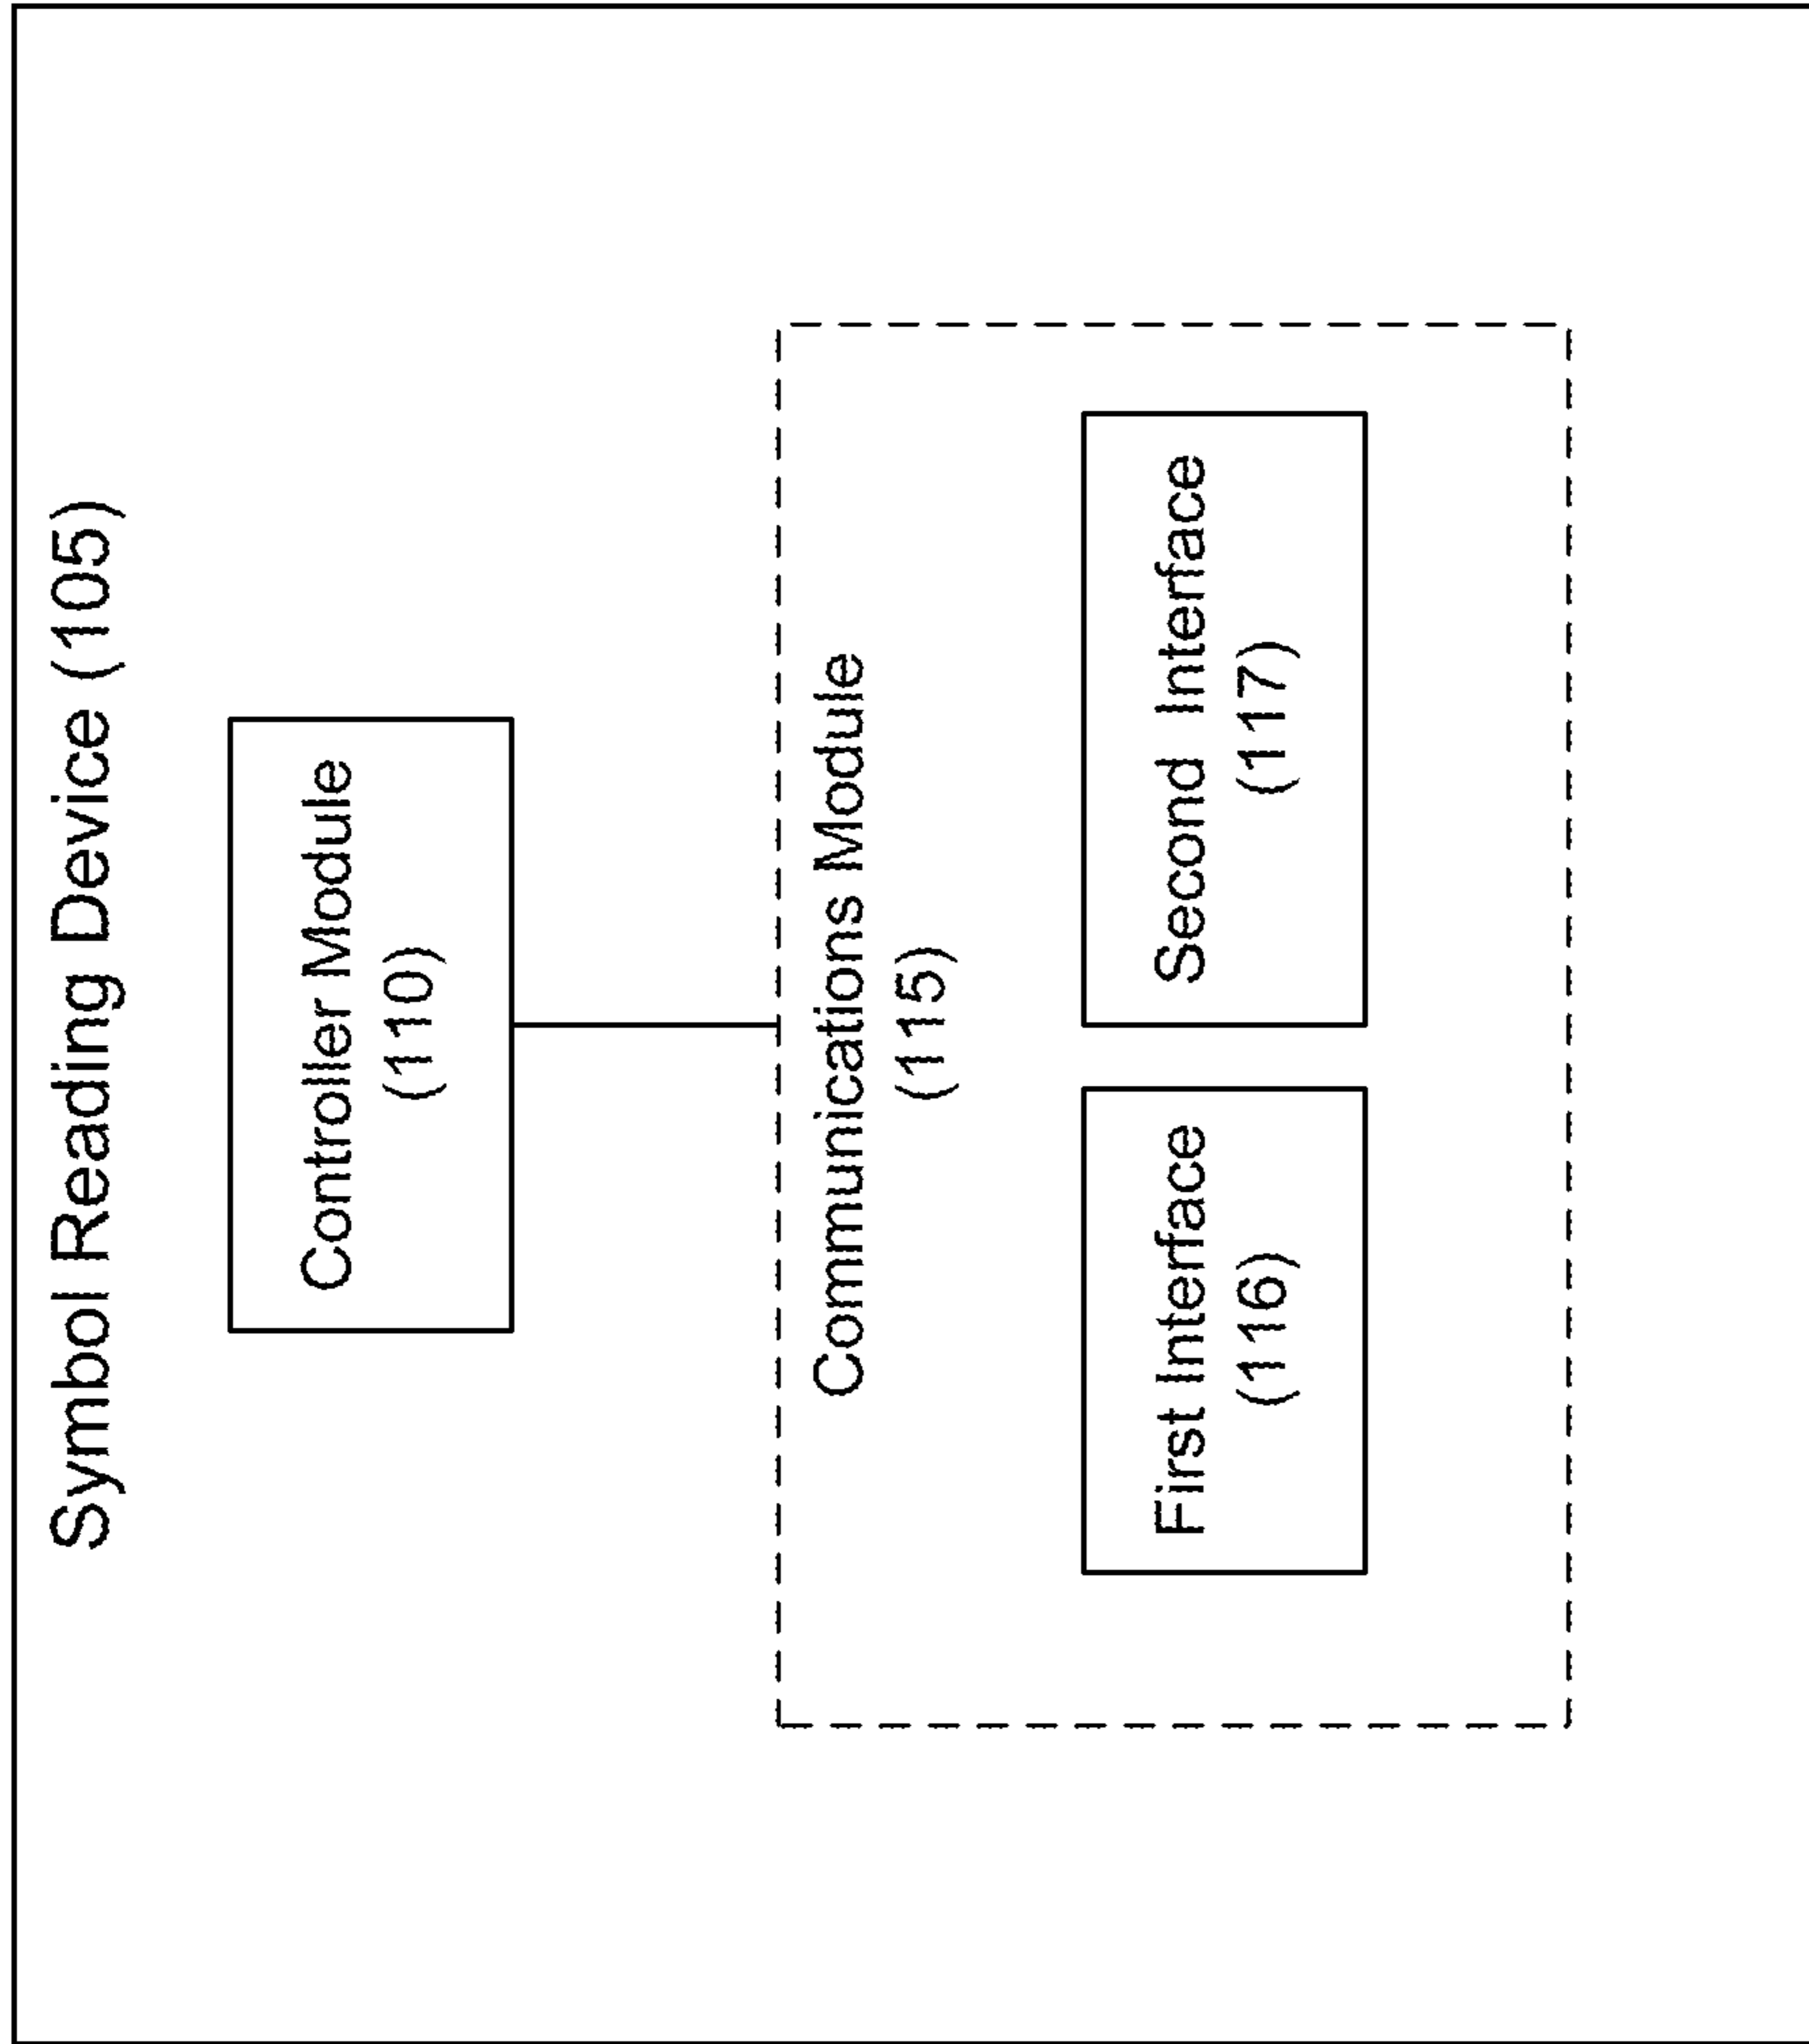 Symbol Reading Device (105)
Controller Module
(110)
Communications Module
(115)
First Interface
(116)
Second Interface
(117)